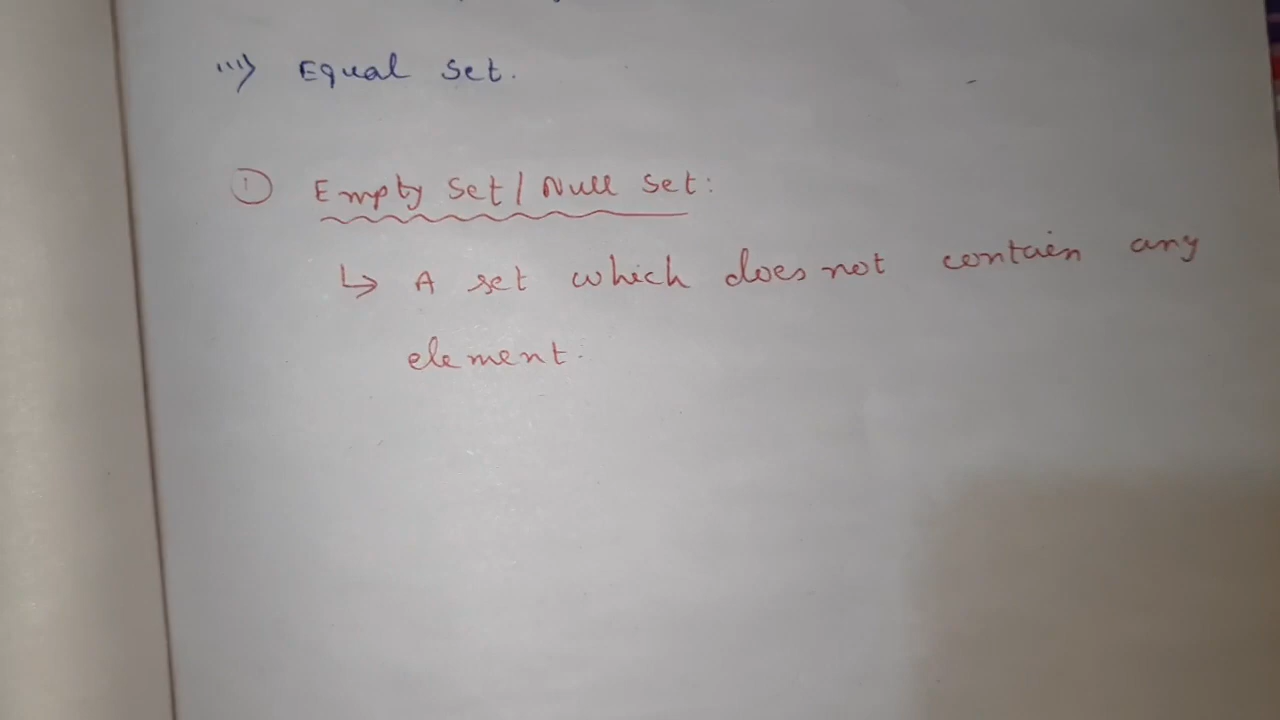 iii) Equal Set.
① Empty Set / Null Set:
↳ A set which does not contain any
element.